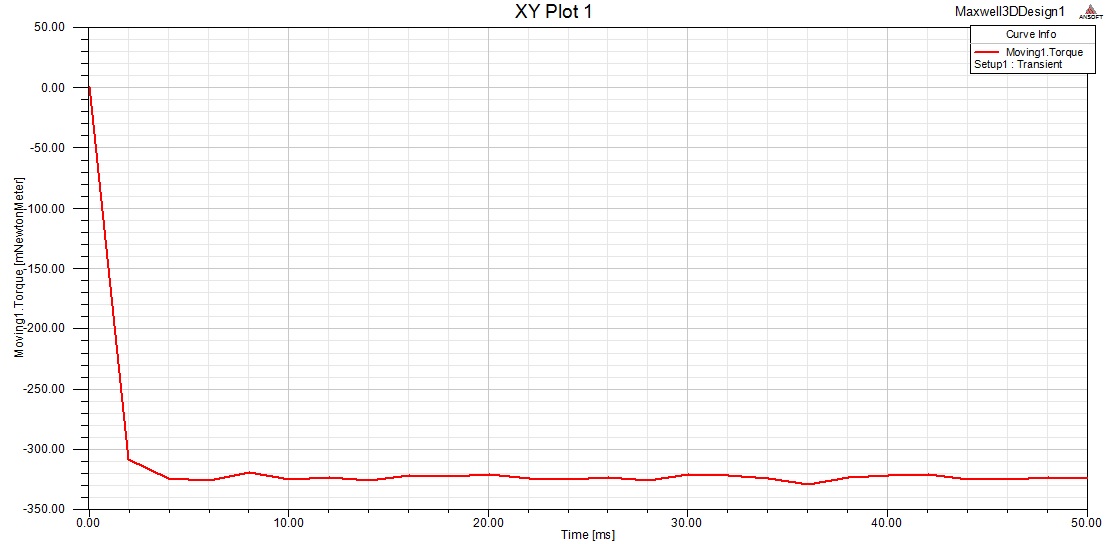 XY Plot 1
Maxwell3DDesign1
ANSOFT
Curve Info
Moving1.Torque
Setup1 : Transient
Moving1.Torque [mNewtonMeter]
50.00
0.00
-50.00
-100.00
-150.00
-200.00
-250.00
-300.00
-350.00
0.00
10.00
20.00
30.00
40.00
50.00
Time [ms]